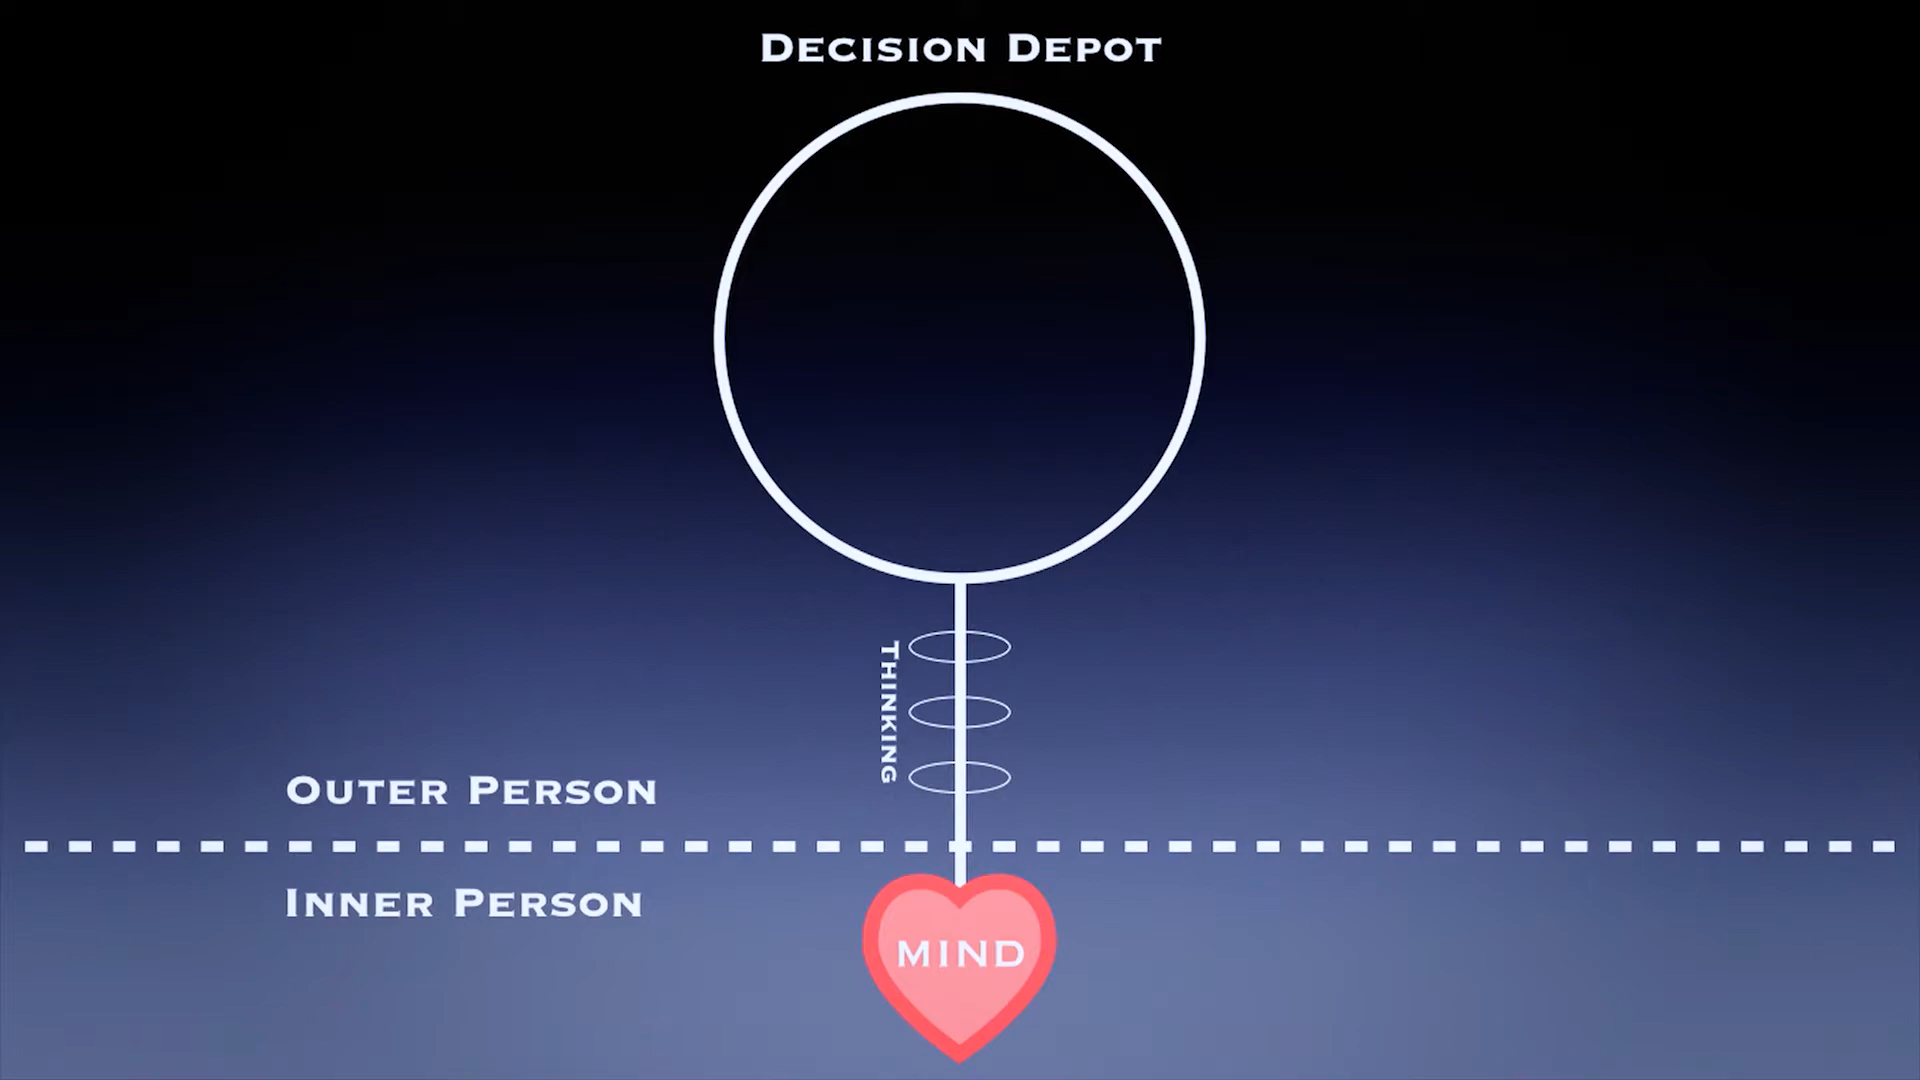 Decision Depot
Thinking
Outer Person
Inner Person
MIND